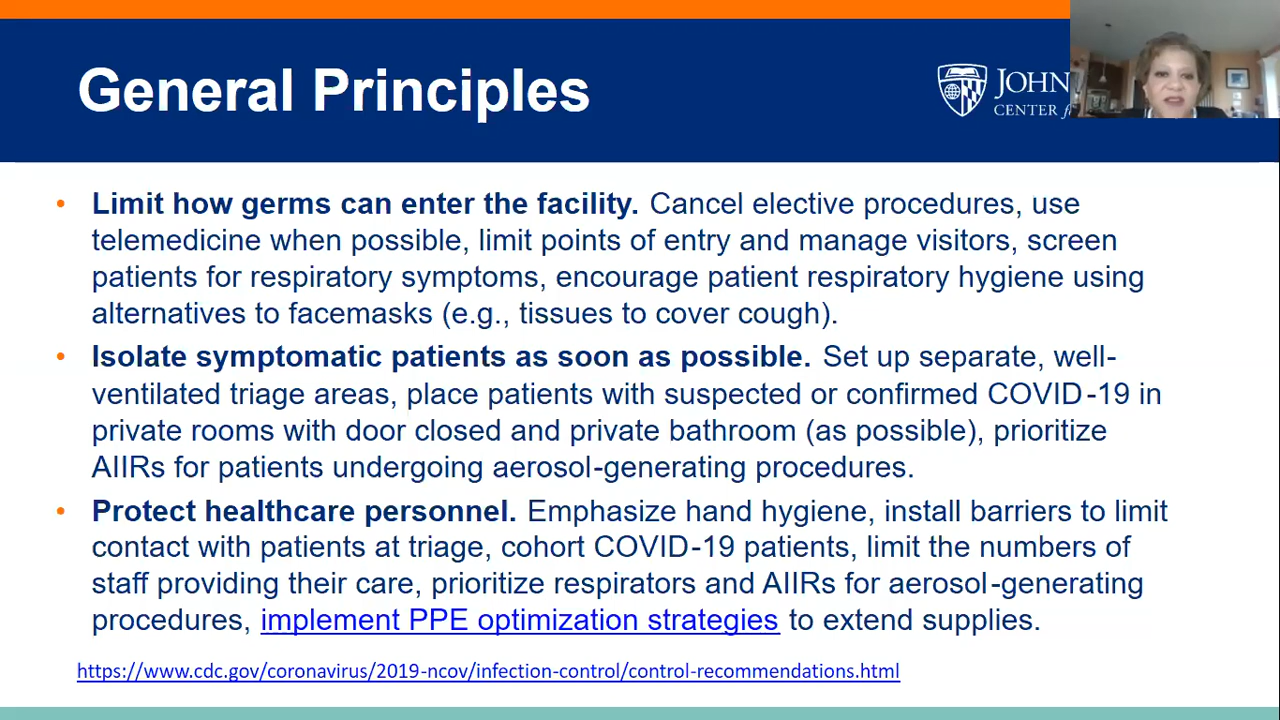 General Principles
JOHN
CENTER f
• Limit how germs can enter the facility. Cancel elective procedures, use
telemedicine when possible, limit points of entry and manage visitors, screen
patients for respiratory symptoms, encourage patient respiratory hygiene using
alternatives to facemasks (e.g., tissues to cover cough).
• Isolate symptomatic patients as soon as possible. Set up separate, well-
ventilated triage areas, place patients with suspected or confirmed COVID-19 in
private rooms with door closed and private bathroom (as possible), prioritize
AIIRs for patients undergoing aerosol-generating procedures.
• Protect healthcare personnel. Emphasize hand hygiene, install barriers to limit
contact with patients at triage, cohort COVID-19 patients, limit the numbers of
staff providing their care, prioritize respirators and AIIRs for aerosol-generating
procedures, implement PPE optimization strategies to extend supplies.
https://www.cdc.gov/coronavirus/2019-ncov/infection-control/control-recommendations.html